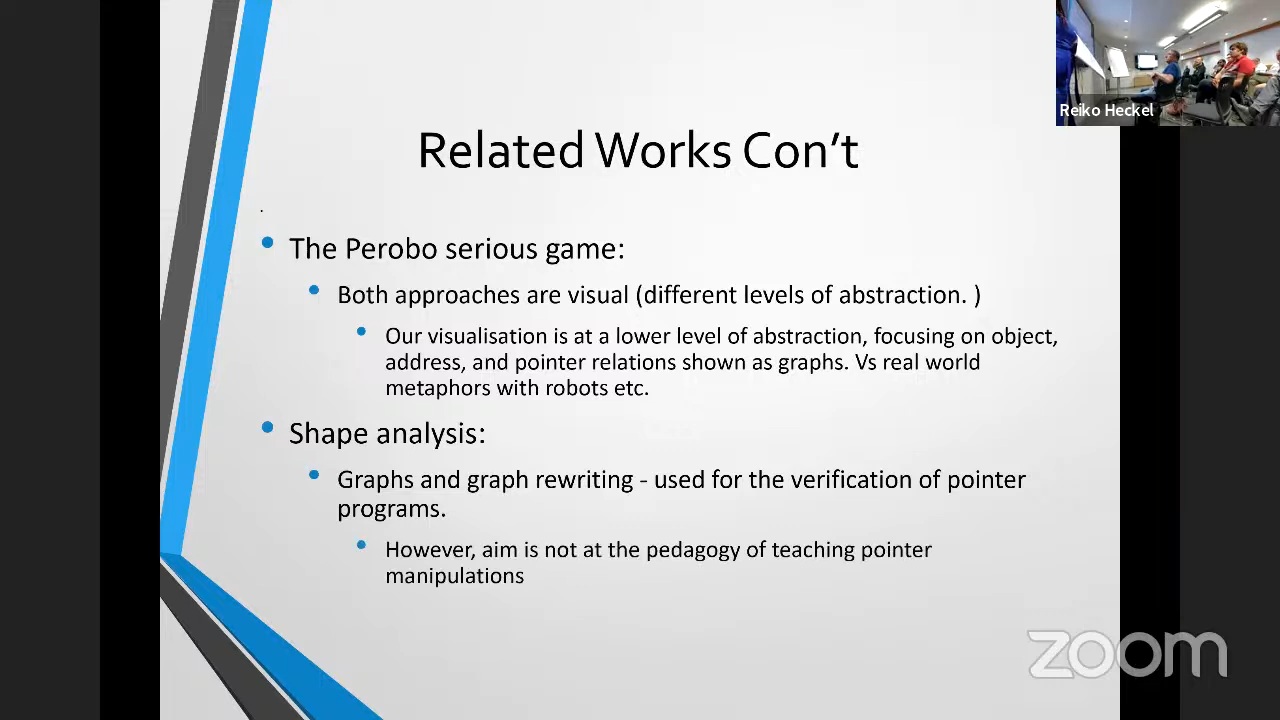 Reiko Heckel
Related Works Con't
.
• The Perobo serious game:
• Both approaches are visual (different levels of abstraction. )
• Our visualisation is at a lower level of abstraction, focusing on object,
address, and pointer relations shown as graphs. Vs real world
metaphors with robots etc.
• Shape analysis:
• Graphs and graph rewriting - used for the verification of pointer
programs.
• However, aim is not at the pedagogy of teaching pointer
manipulations
zoom